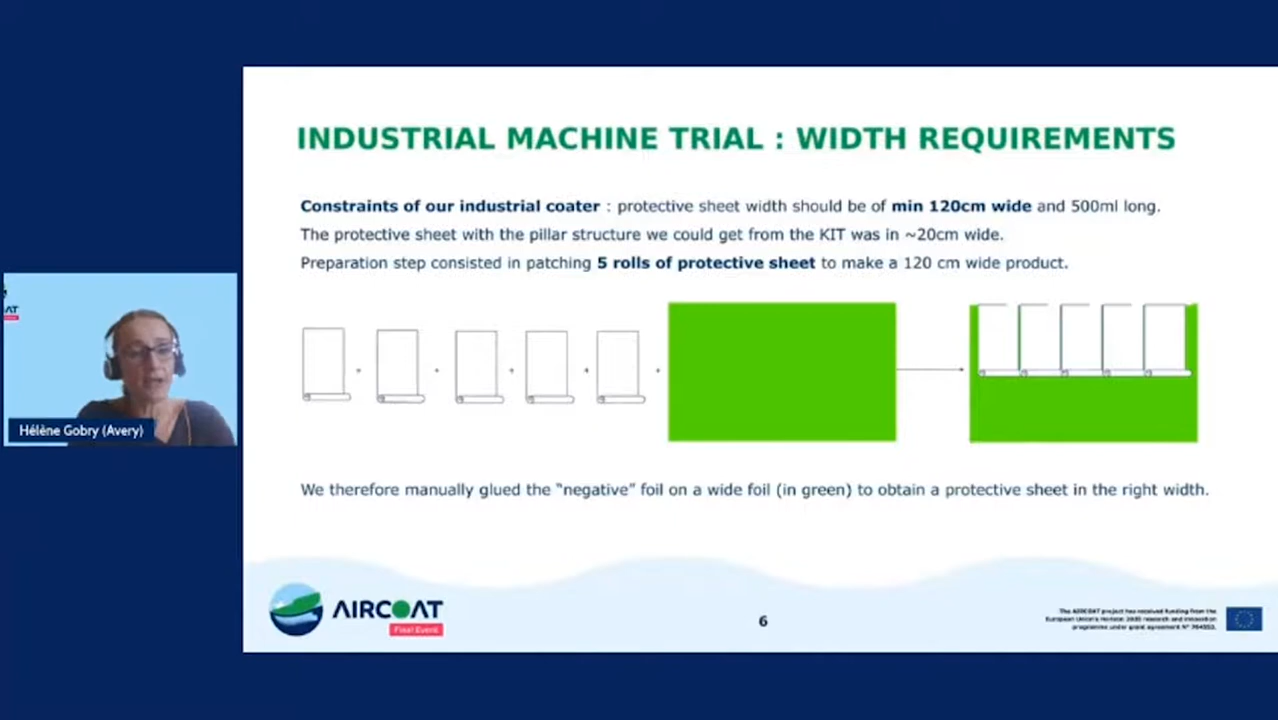 INDUSTRIAL MACHINE TRIAL : WIDTH REQUIREMENTS
Constraints of our industrial coater : protective sheet width should be of min 120cm wide and 500ml long.
The protective sheet with the pillar structure we could get from the KIT was in ~20cm wide.
Preparation step consisted in patching 5 rolls of protective sheet to make a 120 cm wide product.
AT
Hélène Gobry (Avery)
We therefore manually glued the "negative" foil on a wide foil (in green) to obtain a protective sheet in the right width.
AIRCOAT
Final Event
6
The AIRCOAT project has received funding from the
European Union's Horizon 2020 research and innovation
programme under grant agreement N° 764553.